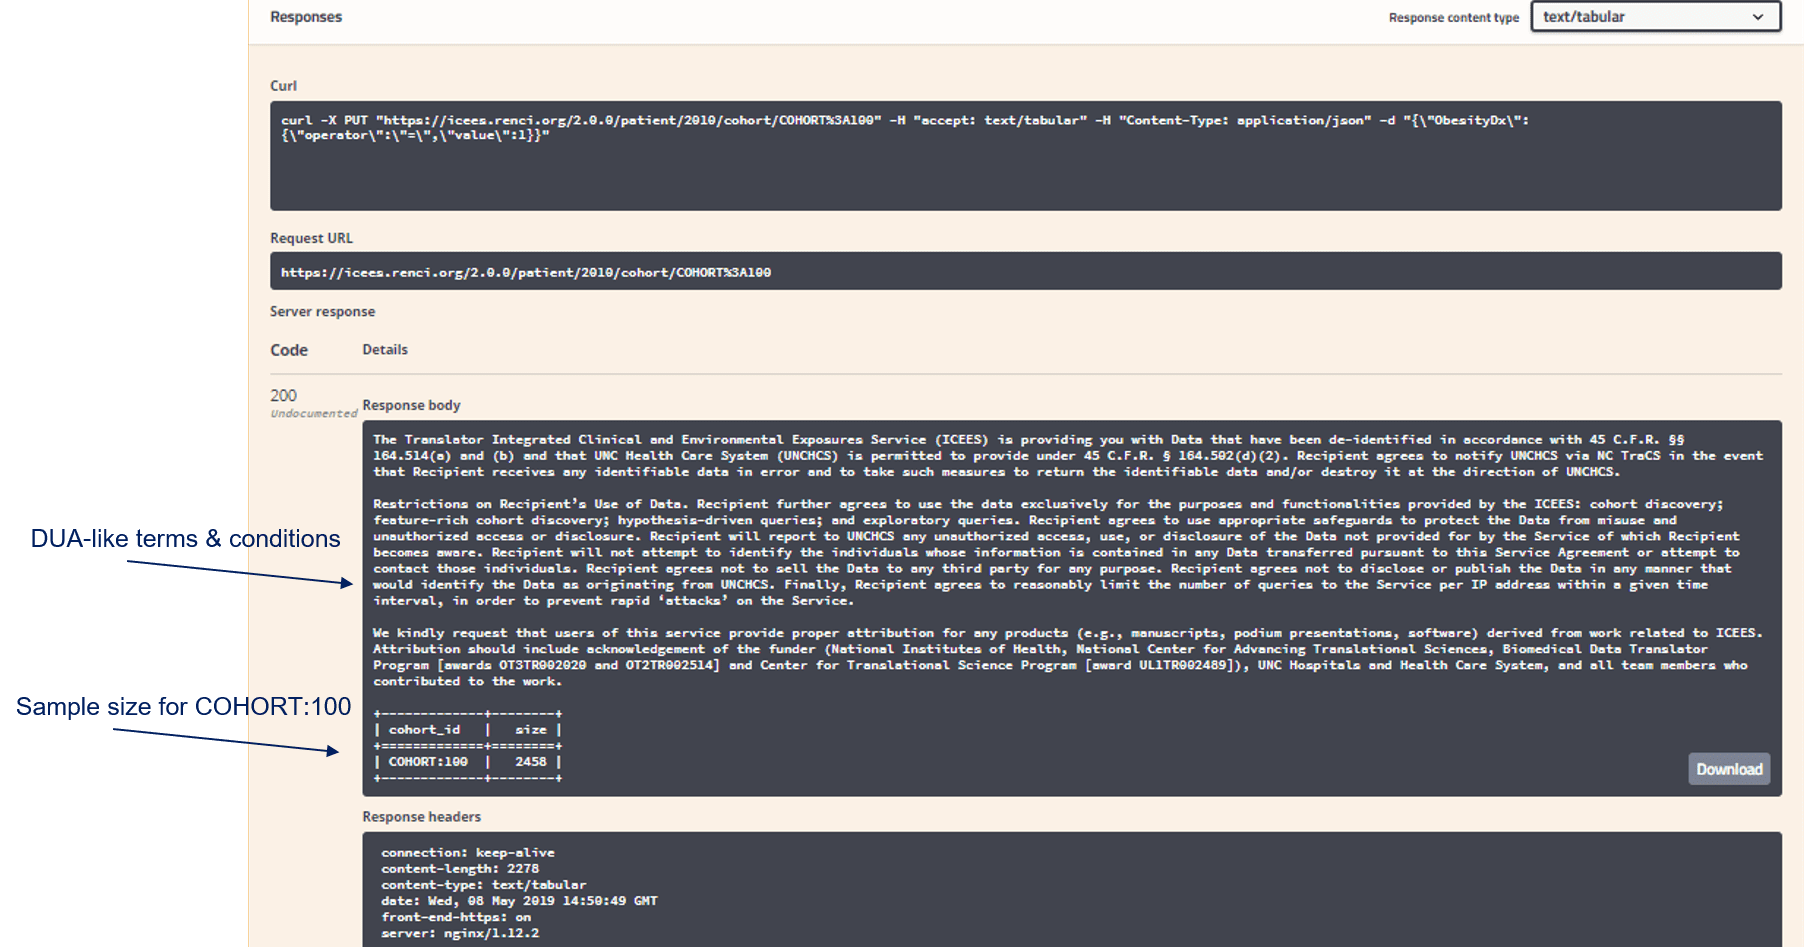 Responses
Response content type
text/tabular
Curl
curl -X PUT "https://icees.renci.org/2.0.0/patient/2010/cohort/COHORT%3A100" -H "accept: text/tabular" -H "Content-Type: application/json" -d "{\"ObesityDx\":
{\"operator\":\"=\",\"value\":1}}"
Request URL
https://icees.renci.org/2.0.0/patient/2010/cohort/COHORT%3A100
Server response
Code
Details
200
Undocumented
Response body
The Translator Integrated Clinical and Environmental Exposures Service (ICEES) is providing you with Data that have been de-identified in accordance with 45 C.F.R. §§
164.514(a) and (b) and that UNC Health Care System (UNCHCS) is permitted to provide under 45 C.F.R. § 164.502(d)(2). Recipient agrees to notify UNCHCS via NC TraCS in the event
that Recipient receives any identifiable data in error and to take such measures to return the identifiable data and/or destroy it at the direction of UNCHCS.
Restrictions on Recipient’s Use of Data. Recipient further agrees to use the data exclusively for the purposes and functionalities provided by the ICEES: cohort discovery;
feature-rich cohort discovery; hypothesis-driven queries; and exploratory queries. Recipient agrees to use appropriate safeguards to protect the Data from misuse and
unauthorized access or disclosure. Recipient will report to UNCHCS any unauthorized access, use, or disclosure of the Data not provided for by the Service of which Recipient
becomes aware. Recipient will not attempt to identify the individuals whose information is contained in any Data transferred pursuant to this Service Agreement or attempt to
contact those individuals. Recipient agrees not to sell the Data to any third party for any purpose. Recipient agrees not to disclose or publish the Data in any manner that
would identify the Data as originating from UNCHCS. Finally, Recipient agrees to reasonably limit the number of queries to the Service per IP address within a given time
interval, in order to prevent rapid ‘attacks’ on the Service.
We kindly request that users of this service provide proper attribution for any products (e.g., manuscripts, podium presentations, software) derived from work related to ICEES.
Attribution should include acknowledgement of the funder (National Institutes of Health, National Center for Advancing Translational Sciences, Biomedical Data Translator
Program [awards OT3TR002020 and OT2TR002514] and Center for Translational Science Program [award UL1TR002489]), UNC Hospitals and Health Care System, and all team members who
contributed to the work.
+-------------+--------+
| cohort_id   |   size |
+=============+========+
| COHORT:100  |   2458 |
+-------------+--------+
Download
DUA-like terms & conditions
Sample size for COHORT:100
Response headers
connection: keep-alive
content-length: 2278
content-type: text/tabular
date: Wed, 08 May 2019 14:50:49 GMT
front-end-https: on
server: nginx/1.12.2